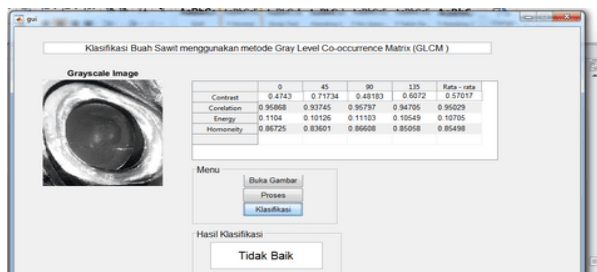 gui
Klasifikasi Buah Sawit menggunakan metode Gray Level Co-occurrence Matrix (GLCM )
Grayscale Image
0 45 90 135 Rata - rata
Contrast 0.4743 0.71734 0.48183 0.6072 0.57017
Corelation 0.95868 0.93745 0.95797 0.94705 0.95029
Energy 0.1104 0.10126 0.11103 0.10549 0.10705
Homoneity 0.86725 0.83601 0.86608 0.85058 0.85498
Menu
Buka Gambar
Proses
Klasifikasi
Hasil Klasifikasi
Tidak Baik